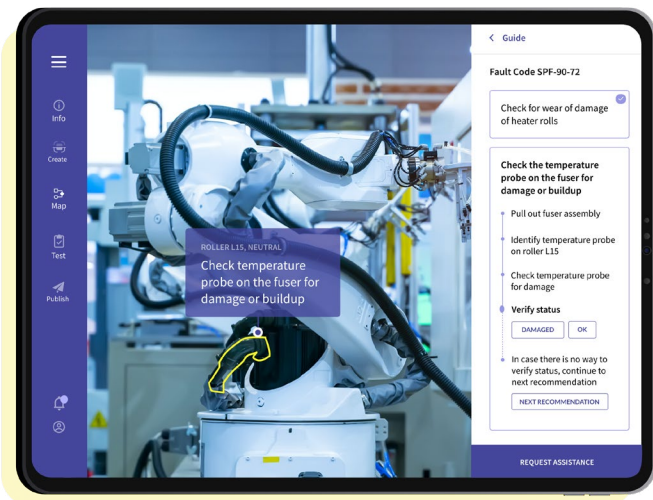 Info
Create
Map
Test
Publish
ROLLER L15, NEUTRAL
Check temperature
probe on the fuser for
damage or buildup
Guide
Fault Code SPF-90-72
Check for wear of damage
of heater rolls
Check the temperature
probe on the fuser for
damage or buildup
Pull out fuser assembly
Identify temperature probe
on roller L15
Check temperature probe
for damage
Verify status
DAMAGED OK
In case there is no way to
verify status, continue to
next recommendation
NEXT RECOMMENDATION
REQUEST ASSISTANCE